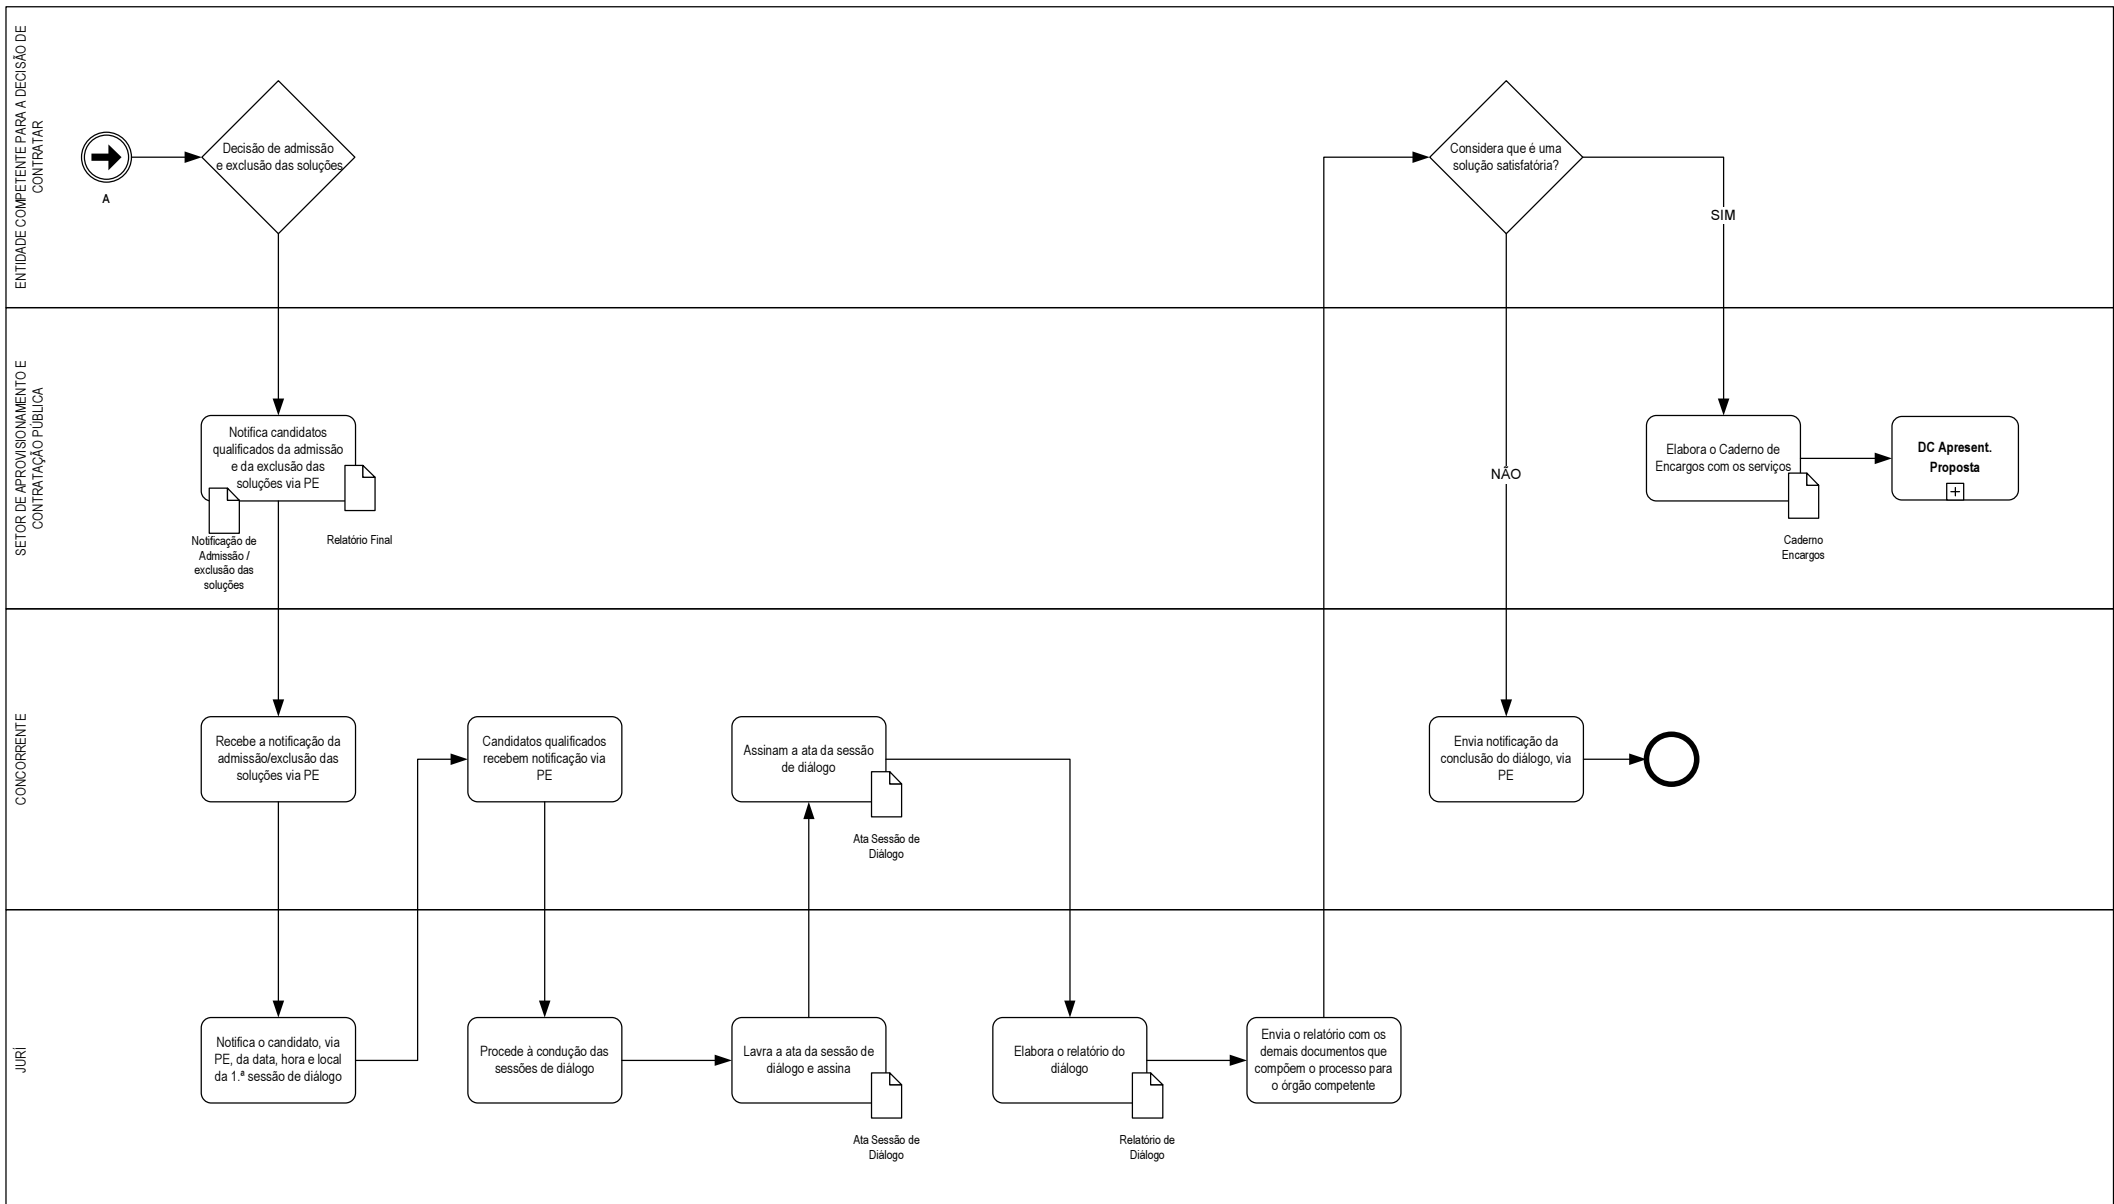 ENTIDADE COMPETENTE PARA A DECISÃO DE
CONTRATAR
A
Decisão de admissão
e exclusão das soluções
Considera que é uma
solução satisfatória?
SIM
SETOR DE APROVISIONAMENTO E
CONTRATAÇÃO PÚBLICA
Notifica candidatos
qualificados da admissão
e da exclusão das
soluções via PE
Notificação de
Admissão /
exclusão das
soluções
Relatório Final
NÃO
Elabora o Caderno de
Encargos com os serviços
Caderno
Encargos
DC Apresent.
Proposta
CONCORRENTE
Recebe a notificação da
admissão/exclusão das
soluções via PE
Candidatos qualificados
recebem notificação via
PE
Assinam a ata da sessão
de diálogo
Ata Sessão de
Diálogo
Envia notificação da
conclusão do diálogo, via
PE
JURÍ
Notifica o candidato, via
PE, da data, hora e local
da 1.ª sessão de diálogo
Procede à condução das
sessões de diálogo
Lavra a ata da sessão de
diálogo e assina
Ata Sessão de
Diálogo
Elabora o relatório do
diálogo
Relatório de
Diálogo
Envia o relatório com os
demais documentos que
compõem o processo para
o órgão competente